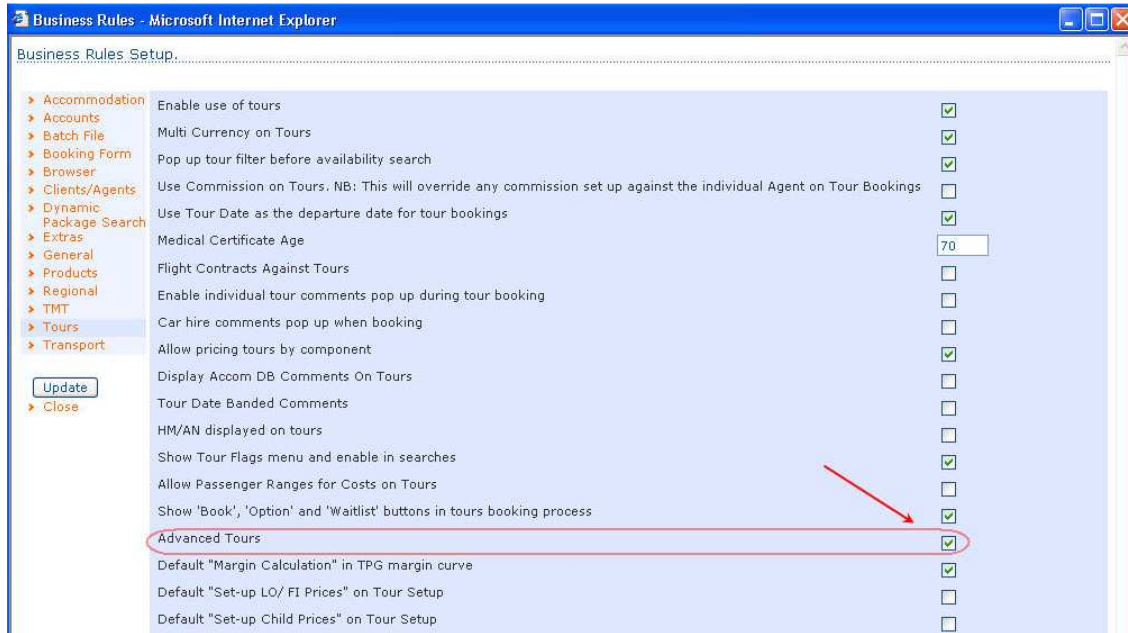 Business Rules - Microsoft Internet Explorer
Business Rules Setup.
Accommodation
Accounts
Batch File
Booking Form
Browser
Clients/Agents
Dynamic
Package Search
Extras
General
Products
Regional
TMT
Tours
Transport
Update
Close
Enable use of tours
Multi Currency on Tours
Pop up tour filter before availability search
Use Commission on Tours. NB: This will override any commission set up against the individual Agent on Tour Bookings
Use Tour Date as the departure date for tour bookings
Medical Certificate Age 70
Flight Contracts Against Tours
Enable individual tour comments pop up during tour booking
Car hire comments pop up when booking
Allow pricing tours by component
Display Accom DB Comments On Tours
Tour Date Banded Comments
HM/AN displayed on tours
Show Tour Flags menu and enable in searches
Allow Passenger Ranges for Costs on Tours
Show 'Book', 'Option' and 'Waitlist' buttons in tours booking process
Advanced Tours
Default "Margin Calculation" in TPG margin curve
Default "Set-up LO/ FI Prices" on Tour Setup
Default "Set-up Child Prices" on Tour Setup